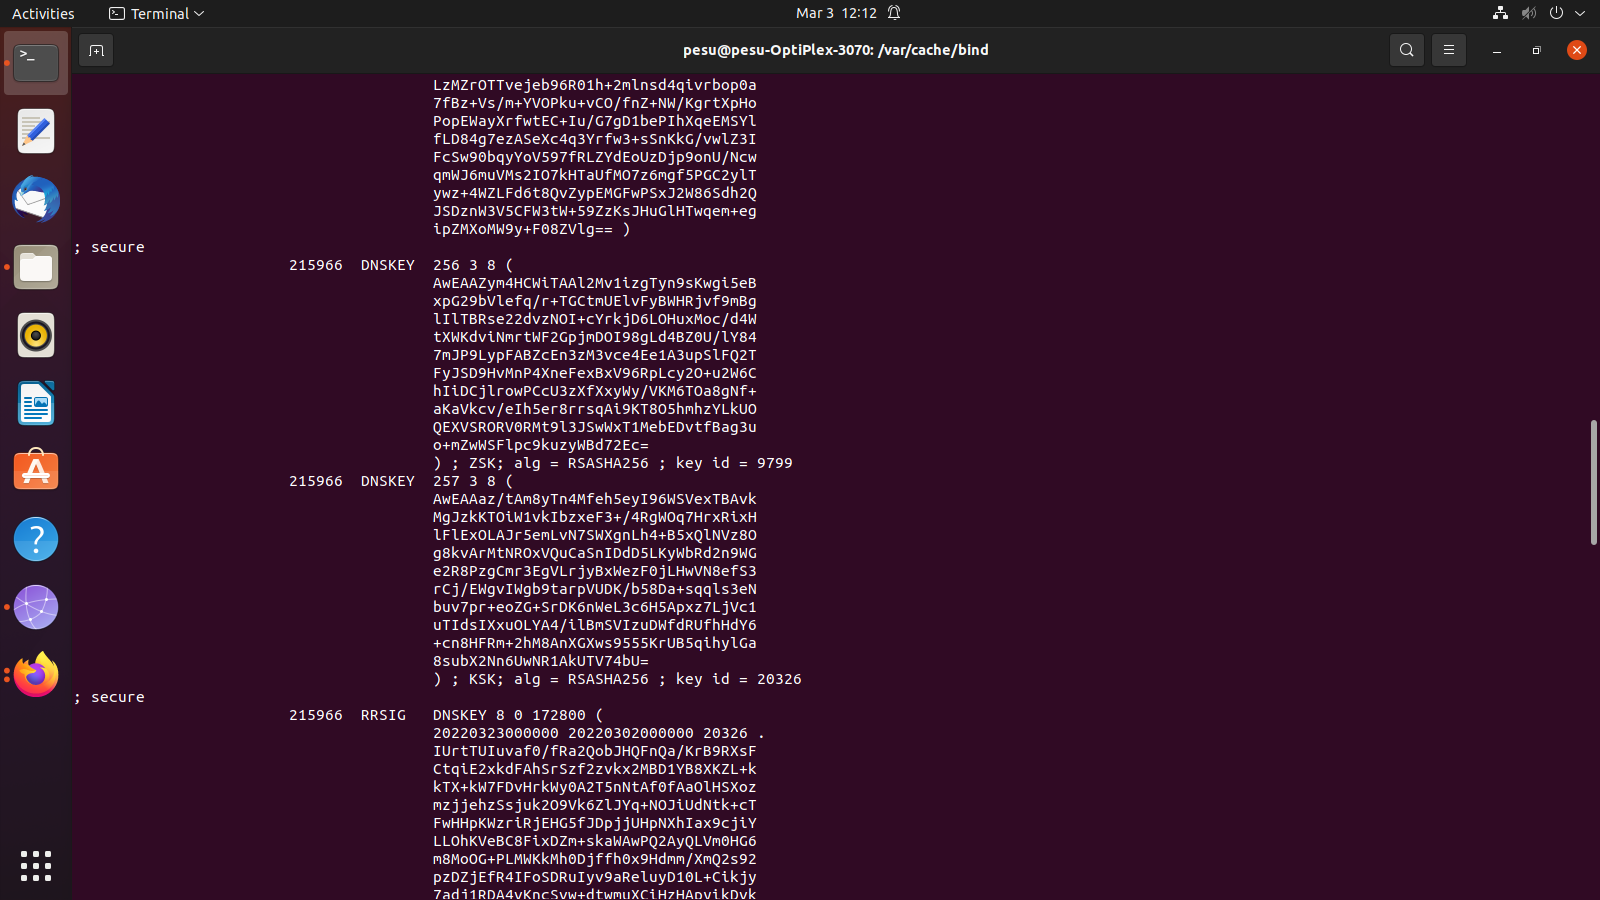 Activities
Terminal
Mar 3 12:12
pesu@pesu-OptiPlex-3070: /var/cache/bind
LzMZrOTTvejeb96R01h+2mlnsd4qivrbop0a
7fBz+Vs/m+YVOPku+vCO/fnZ+NW/KgrtXpHo
PopEWayXrfwtEC+Iu/G7gD1bePIhXqeEMSYl
fLD84g7ezASeXc4q3Yrfw3+sSnKkG/vwlZ3I
FcSw90bqyYoV597fRLZYdEoUzDjp9onU/Ncw
qmWJ6muVMs2IO7kHTaUfMO7z6mgf5PGC2ylT
ywz+4WZLFd6t8QvZypEMGFwPSxJ2W86Sdh2Q
JSDznW3V5CFW3tW+59ZzKsJHuGlHTwqem+eg
ipZMXoMW9y+F08ZVlg== )
; secure
215966 DNSKEY 256 3 8 (
AwEAAZym4HCWiTAAl2Mv1izgTyn9sKwgi5eB
xpG29bVlefq/r+TGCtmUElvFyBWHRjvf9mBg
lIlTBRse22dvzNOI+cYrkjD6LOHuxMoc/d4W
tXWKdviNmrtWF2GpjmDOI98gLd4BZ0U/lY84
7mJP9LypFABZcEn3zM3vce4Ee1A3upSlFQ2T
FyJSD9HvMnP4XneFexBxV96RpLcy2O+u2W6C
hIiDCjlrowPCcU3zXfXxyWy/VKM6TOa8gNf+
aKaVkcv/eIh5er8rrsqAi9KT8O5hmhzYLkUO
QEXVSRORV0RMt9l3JSwWxT1MebEDvtfBag3u
o+mZwWSFlpc9kuzyWBd72Ec=
) ; ZSK; alg = RSASHA256 ; key id = 9799
215966 DNSKEY 257 3 8 (
AwEAAaz/tAm8yTn4Mfeh5eyI96WSVexTBAvk
MgJzkKTOiW1vkIbzxeF3+/4RgWOq7HrxRixH
lFlExOLAJr5emLvN7SWXgnLh4+B5xQlNVz8O
g8kvArMtNROxVQuCaSnIDdD5LKyWbRd2n9WG
e2R8PzgCmr3EgVLrjyBxWezF0jLHwVN8efS3
rCj/EWgvIWgb9tarpVUDK/b58Da+sqqls3eN
buv7pr+eoZG+SrDK6nWeL3c6H5Apxz7LjVc1
uTIdsIXxuOLYA4/ilBmSVIzuDWfdRUfhHdY6
+cn8HFRm+2hM8AnXGXws9555KrUB5qihylGa
8subX2Nn6UwNR1AkUTV74bU=
) ; KSK; alg = RSASHA256 ; key id = 20326
; secure
215966 RRSIG DNSKEY 8 0 172800 (
20220323000000 20220302000000 20326 .
IUrtTUIuvaf0/fRa2QobJHQFnQa/KrB9RXsF
CtqiE2xkdFAhSrSzf2zvkx2MBD1YB8XKZL+k
kTX+kW7FDvHrkWy0A2T5nNtAf0fAaOlHSXoz
mzjjehzSsjuk2O9Vk6ZlJYq+NOJiUdNtk+cT
FwHHpKWzriRjEHG5fJDpjjUHpNXhIax9cjiY
LLOhKVeBC8FixDZm+skaWAwPQ2AyQLVm0HG6
m8MoOG+PLMWKkMh0Djffh0x9Hdmm/XmQ2s92
pzDZjEfR4IFoSDRuIyv9aReluyD10L+Cikjy
7adj1RDA4vKncSvw+dtwmuXCiHzHApvikDvk